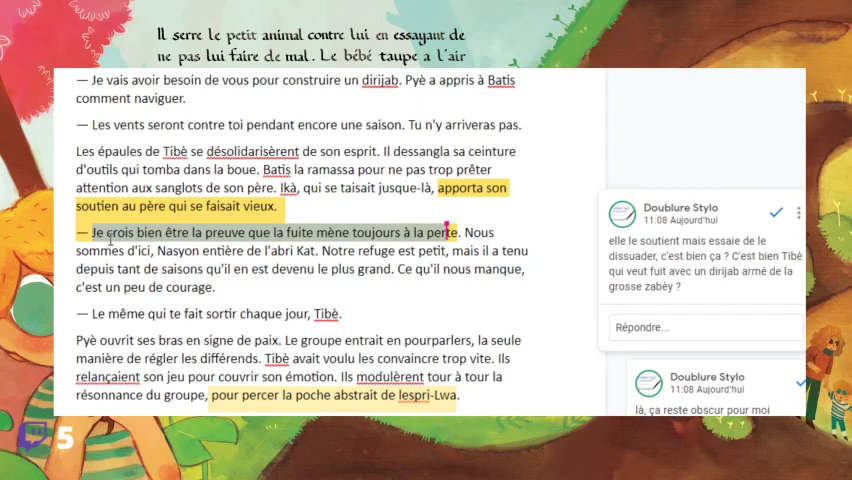 Il serre le petit animal contre lui en essayant de
ne pas lui faire de mal. Le bébé taupe a l'air
— Je vais avoir besoin de vous pour construire un dirijab. Pyè a appris à Batis
comment naviguer.
— Les vents seront contre toi pendant encore une saison. Tu n'y arriveras pas.
Les épaules de Tibè se désolidarisèrent de son esprit. Il dessangla sa ceinture
d'outils qui tomba dans la boue. Batis la ramassa pour ne pas trop prêter
attention aux sanglots de son père. Ikà, qui se taisait jusque-là, apporta son
soutien au père qui se faisait vieux.
— Je crois bien être la preuve que la fuite mène toujours à la perte. Nous
sommes d'ici, Nasyon entière de l'abri Kat. Notre refuge est petit, mais il a tenu
depuis tant de saisons qu'il en est devenu le plus grand. Ce qu'il nous manque,
c'est un peu de courage.
— Le même qui te fait sortir chaque jour, Tibè.
Pyè ouvrit ses bras en signe de paix. Le groupe entrait en pourparlers, la seule
manière de régler les différends. Tibè avait voulu les convaincre trop vite. Ils
relançaient son jeu pour couvrir son émotion. Ils modulèrent tour à tour la
résonnance du groupe, pour percer la poche abstrait de lespri-Lwa.
Doublure Stylo
11:08 Aujourd'hui
elle le soutient mais essaie de le
dissuader, c'est bien ça ? C'est bien Tibè
qui veut fuit avec un dirijab armé de la
grosse zabèy ?
Répondre...
Doublure Stylo
11:08 Aujourd'hui
là, ça reste obscur pour moi
5